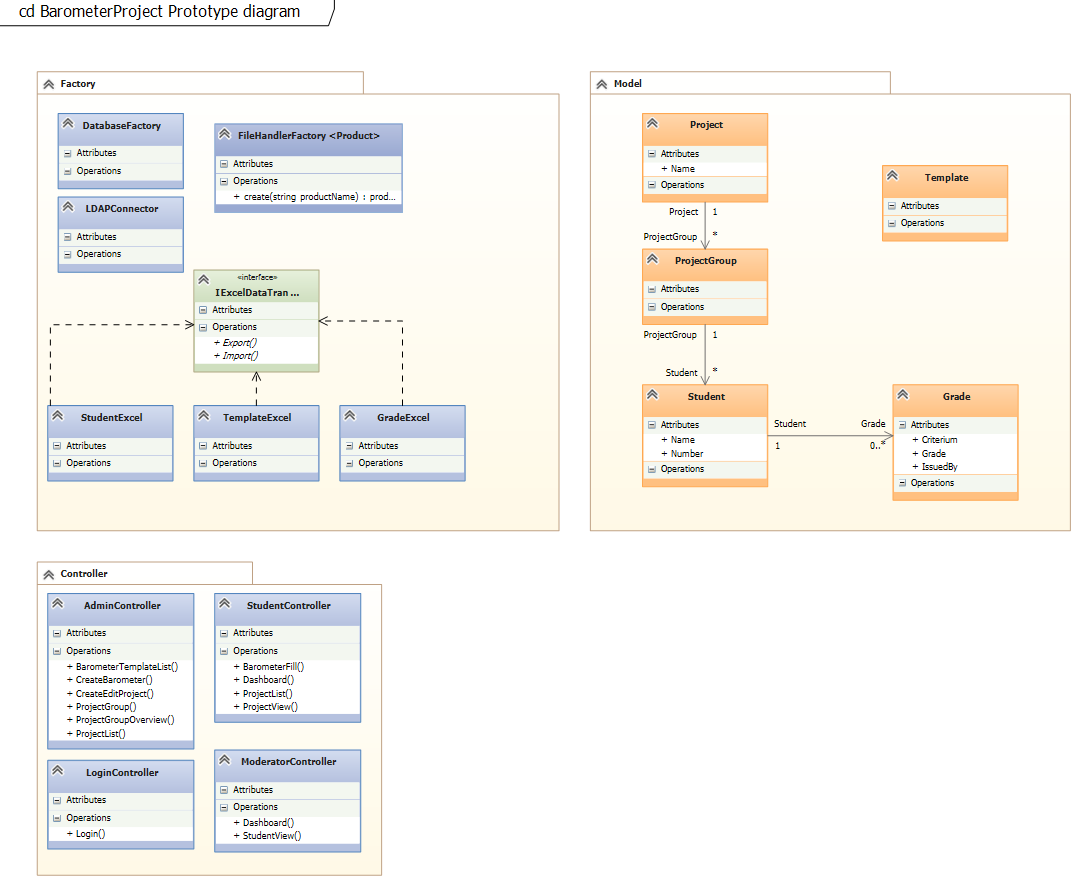 cd BarometerProject Prototype diagram
Factory
DatabaseFactory
Attributes
Operations
FileHandlerFactory <Product>
Attributes
Operations
+ create(string productName) : prod...
LDAPConnector
Attributes
Operations
«interface»
IExcelDataTran ...
Attributes
Operations
+ Export()
+ Import()
StudentExcel
Attributes
Operations
TemplateExcel
Attributes
Operations
GradeExcel
Attributes
Operations
Model
Project
Attributes
+ Name
Operations
Project 1
ProjectGroup *
ProjectGroup
Attributes
Operations
ProjectGroup 1
Student *
Template
Attributes
Operations
Student
Attributes
+ Name
+ Number
Operations
Student Grade
1 0..*
Grade
Attributes
+ Criterium
+ Grade
+ IssuedBy
Operations
Controller
AdminController
Attributes
Operations
+ BarometerTemplateList()
+ CreateBarometer()
+ CreateEditProject()
+ ProjectGroup()
+ ProjectGroupOverview()
+ ProjectList()
StudentController
Attributes
Operations
+ BarometerFill()
+ Dashboard()
+ ProjectList()
+ ProjectView()
LoginController
Attributes
Operations
+ Login()
ModeratorController
Attributes
Operations
+ Dashboard()
+ StudentView()